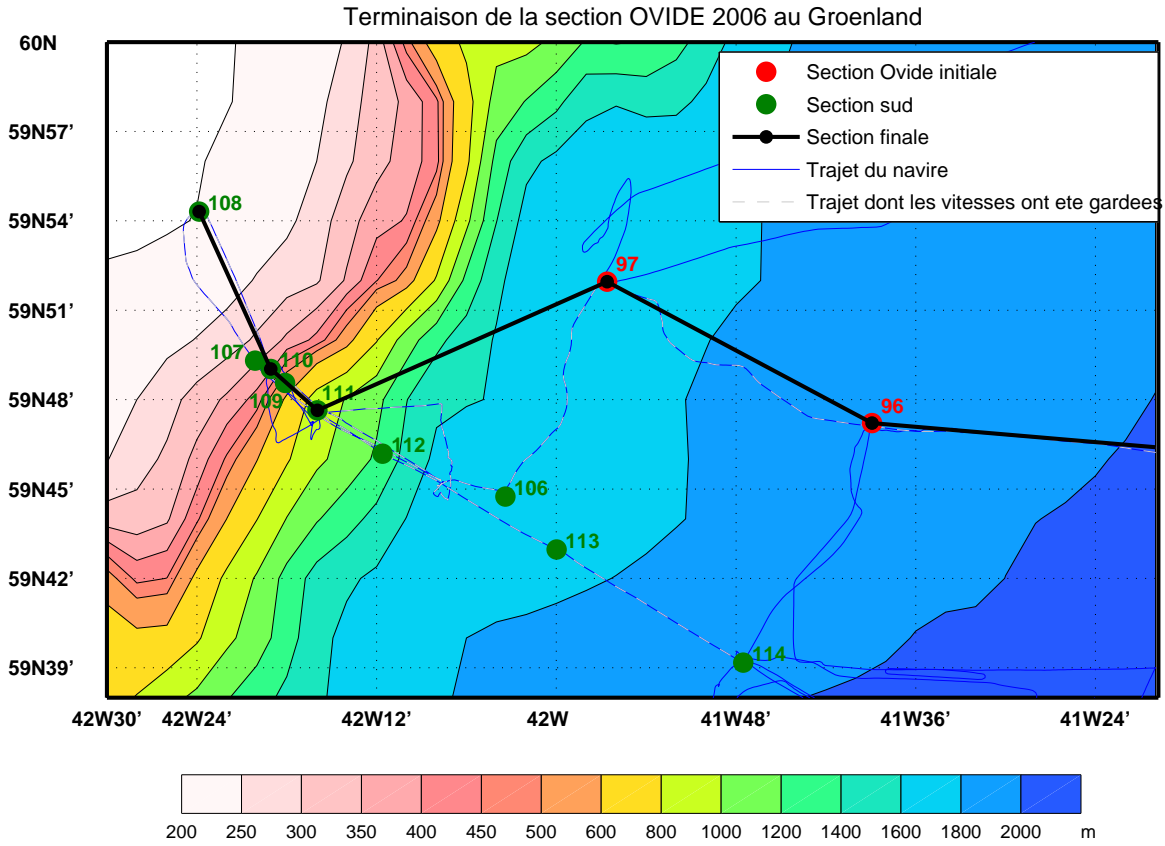 Terminaison de la section OVIDE 2006 au Groenland
60N
59N57'
59N54'
59N51'
59N48'
59N45'
59N42'
59N39'
Section Ovide initiale
Section sud
Section finale
Trajet du navire
Trajet dont les vitesses ont ete gardees
108
97
107
110
109
111
96
112
106
113
114
42W30'
42W24'
42W12'
42W
41W48'
41W36'
41W24'
200 250 300 350 400 450 500 600 800 1000 1200 1400 1600 1800 2000 m